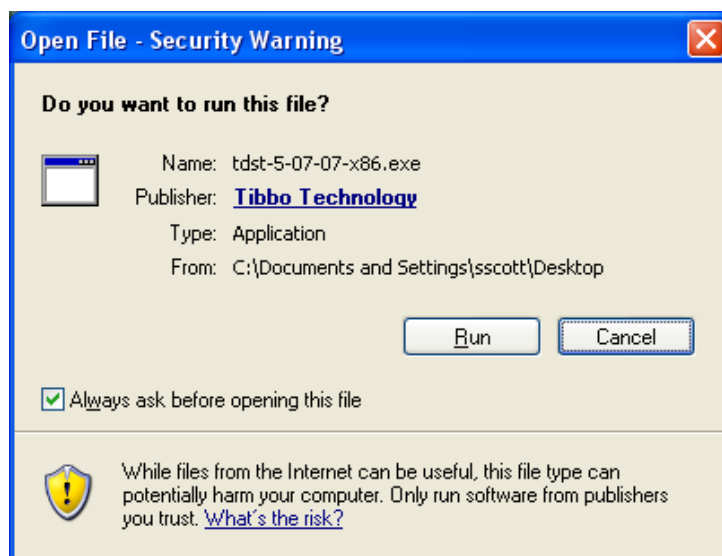 Open File - Security Warning
Do you want to run this file?
Name: tdst-5-07-07-x86.exe
Publisher: Tibbo Technology
Type: Application
From: C:\Documents and Settings\sscott\Desktop
Run Cancel
Always ask before opening this file
While files from the Internet can be useful, this file type can
potentially harm your computer. Only run software from publishers
you trust. What's the risk?